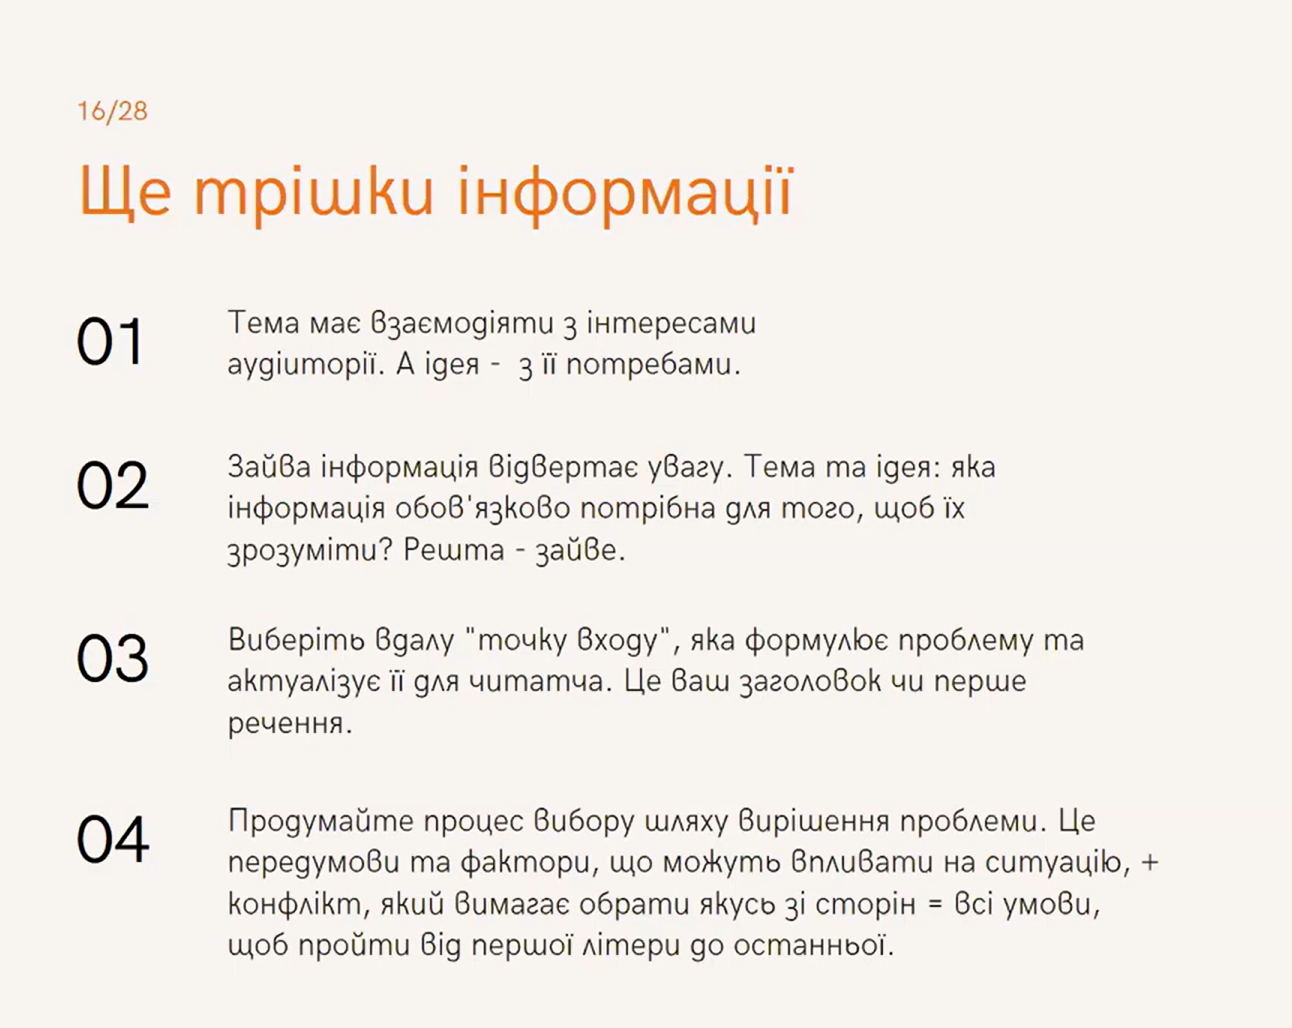 16/28
Ще трішки інформації
01
Тема має взаємодіяти з інтересами
аудіиторії. А ідея -  з її потребами.
02
Зайва інформація відвертає увагу. Тема та ідея: яка
інформація обов'язково потрібна для того, щоб їх
зрозуміти? Решта - зайве.
03
Виберіть вдалу "точку входу", яка формулює проблему та
актуалізує її для читатча. Це ваш заголовок чи перше
речення.
04
Продумайте процес вибору шляху вирішення проблеми. Це
передумови та фактори, що можуть впливати на ситуацію, +
конфлікт, який вимагає обрати якусь зі сторін = всі умови,
щоб пройти від першої літери до останньої.